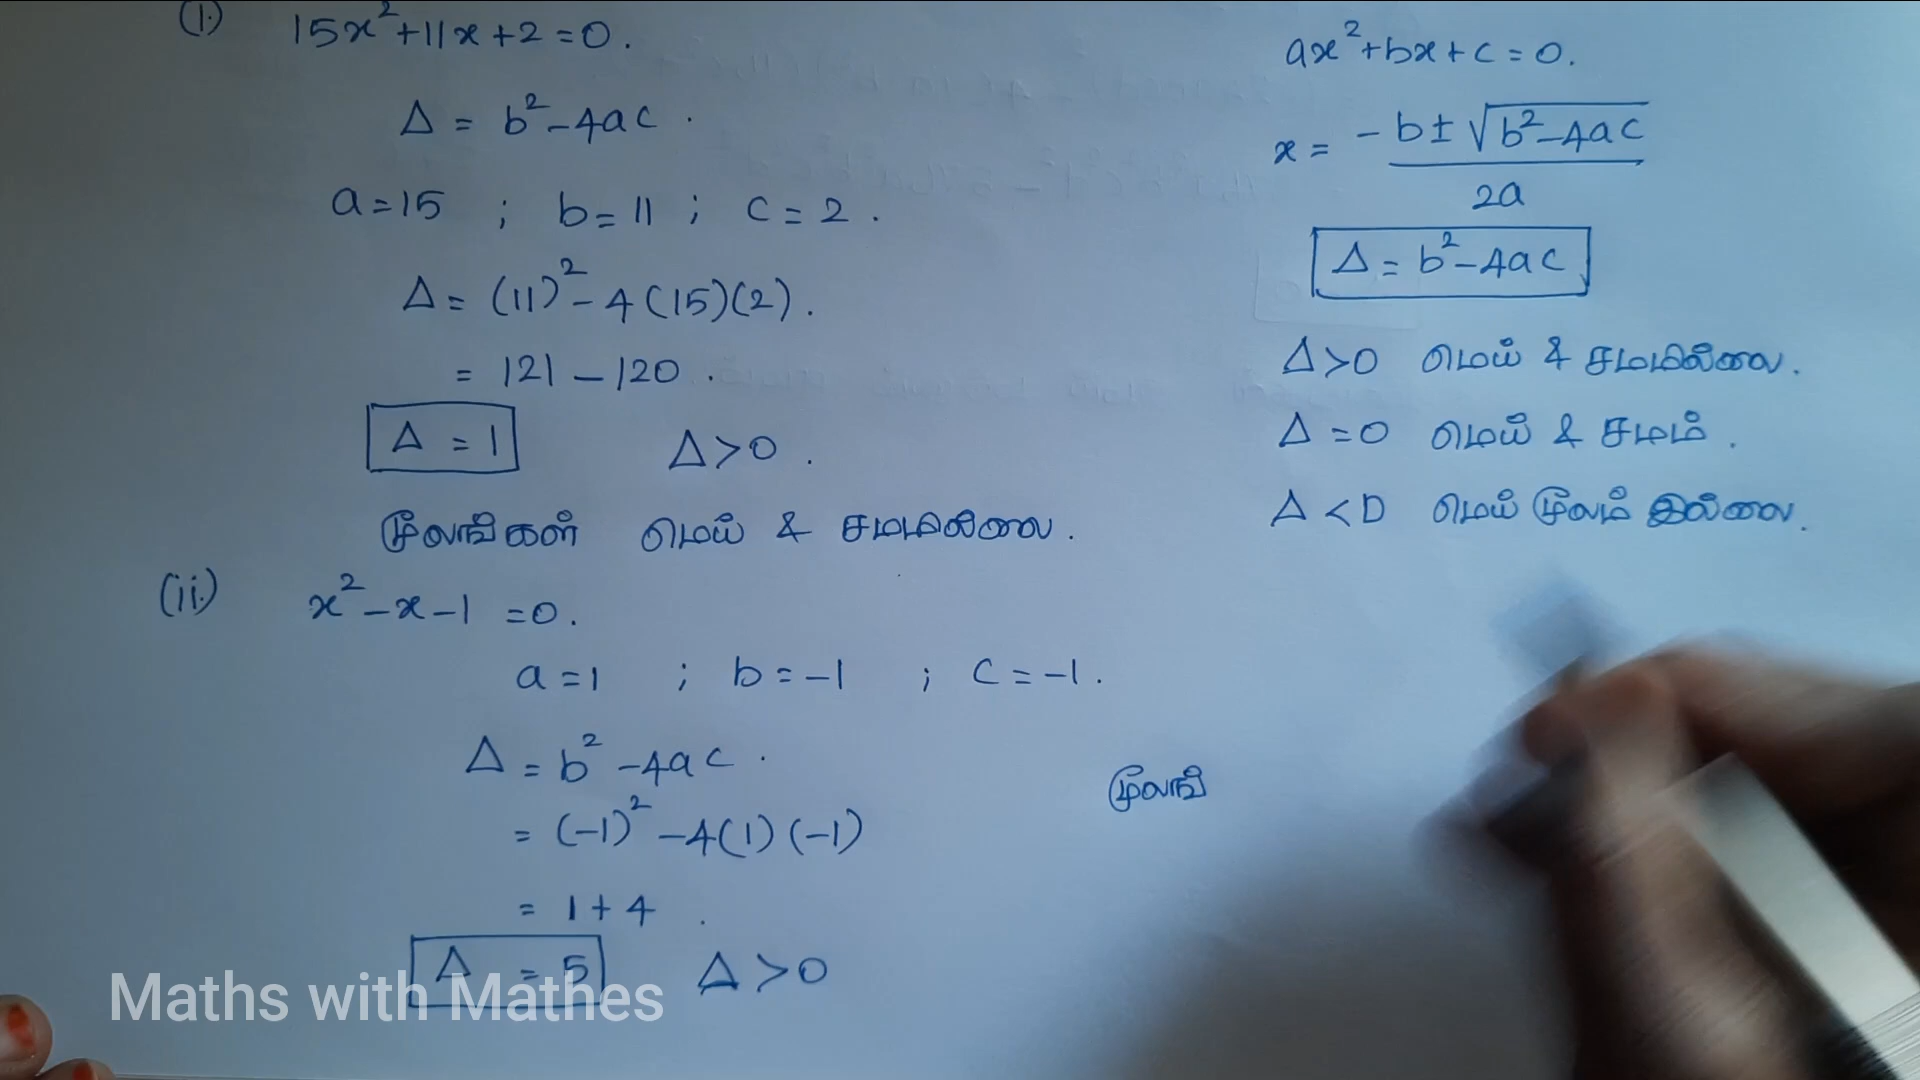 (i) 15x²+11x+2=0.
Δ = b²-4ac.
a=15 ; b=11 ; c=2.
Δ = (11)²-4(15)(2).
= 121-120.
Δ = 1 Δ>0.
மூலங்கள் மெய் & சமமில்லை.
(ii) x²-x-1 =0.
a=1 ; b=-1 ; c=-1.
Δ = b²-4ac.
= (-1)²-4(1)(-1)
= 1+4.
Δ = 5 Δ>0
ax²+bx+c=0.
x = -b±√b²-4ac
2a
Δ = b²-4ac
Δ>0 மெய் & சமமில்லை.
Δ=0 மெய் & சமம்.
Δ<0 மெய் மூலம் இல்லை.
மூலங்
Maths with Mathes